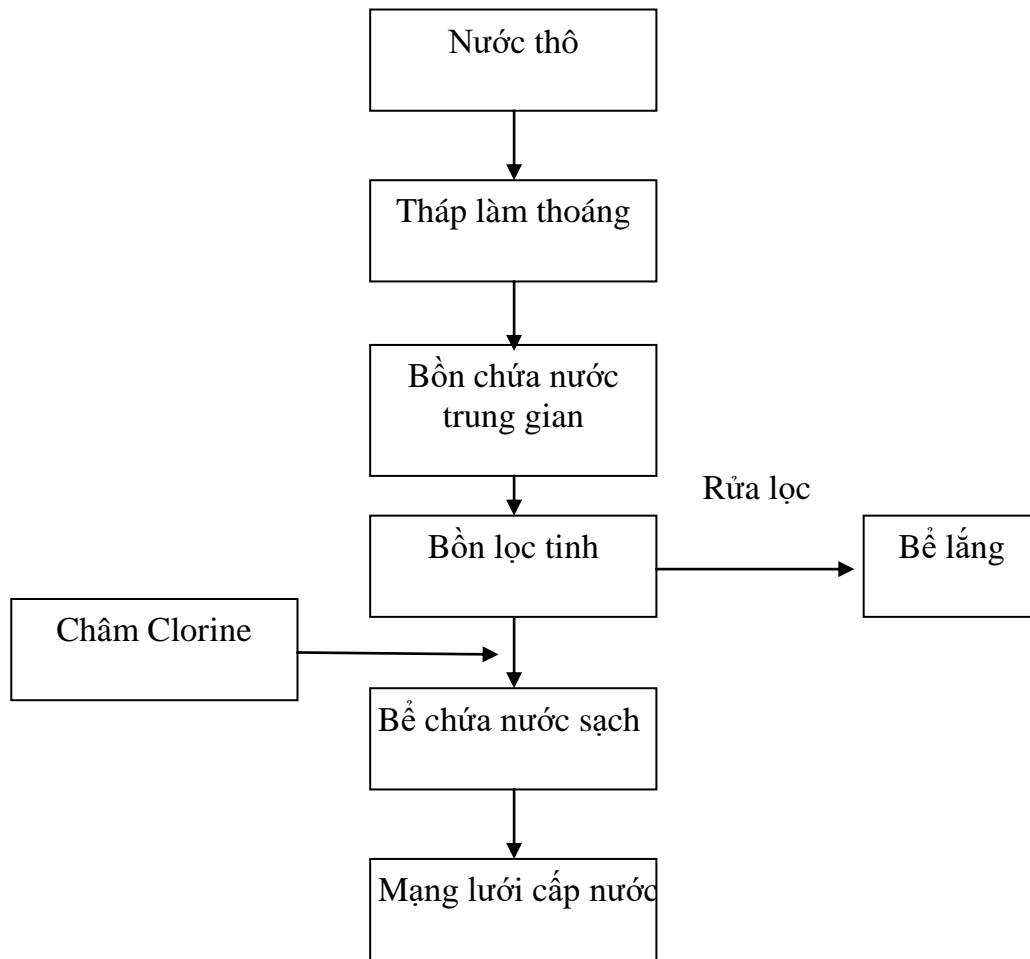 Nước thô
Tháp làm thoáng
Bồn chứa nước
trung gian
Rửa lọc
Bồn lọc tinh
Bể lắng
Châm Clorine
Bể chứa nước sạch
Mạng lưới cấp nước